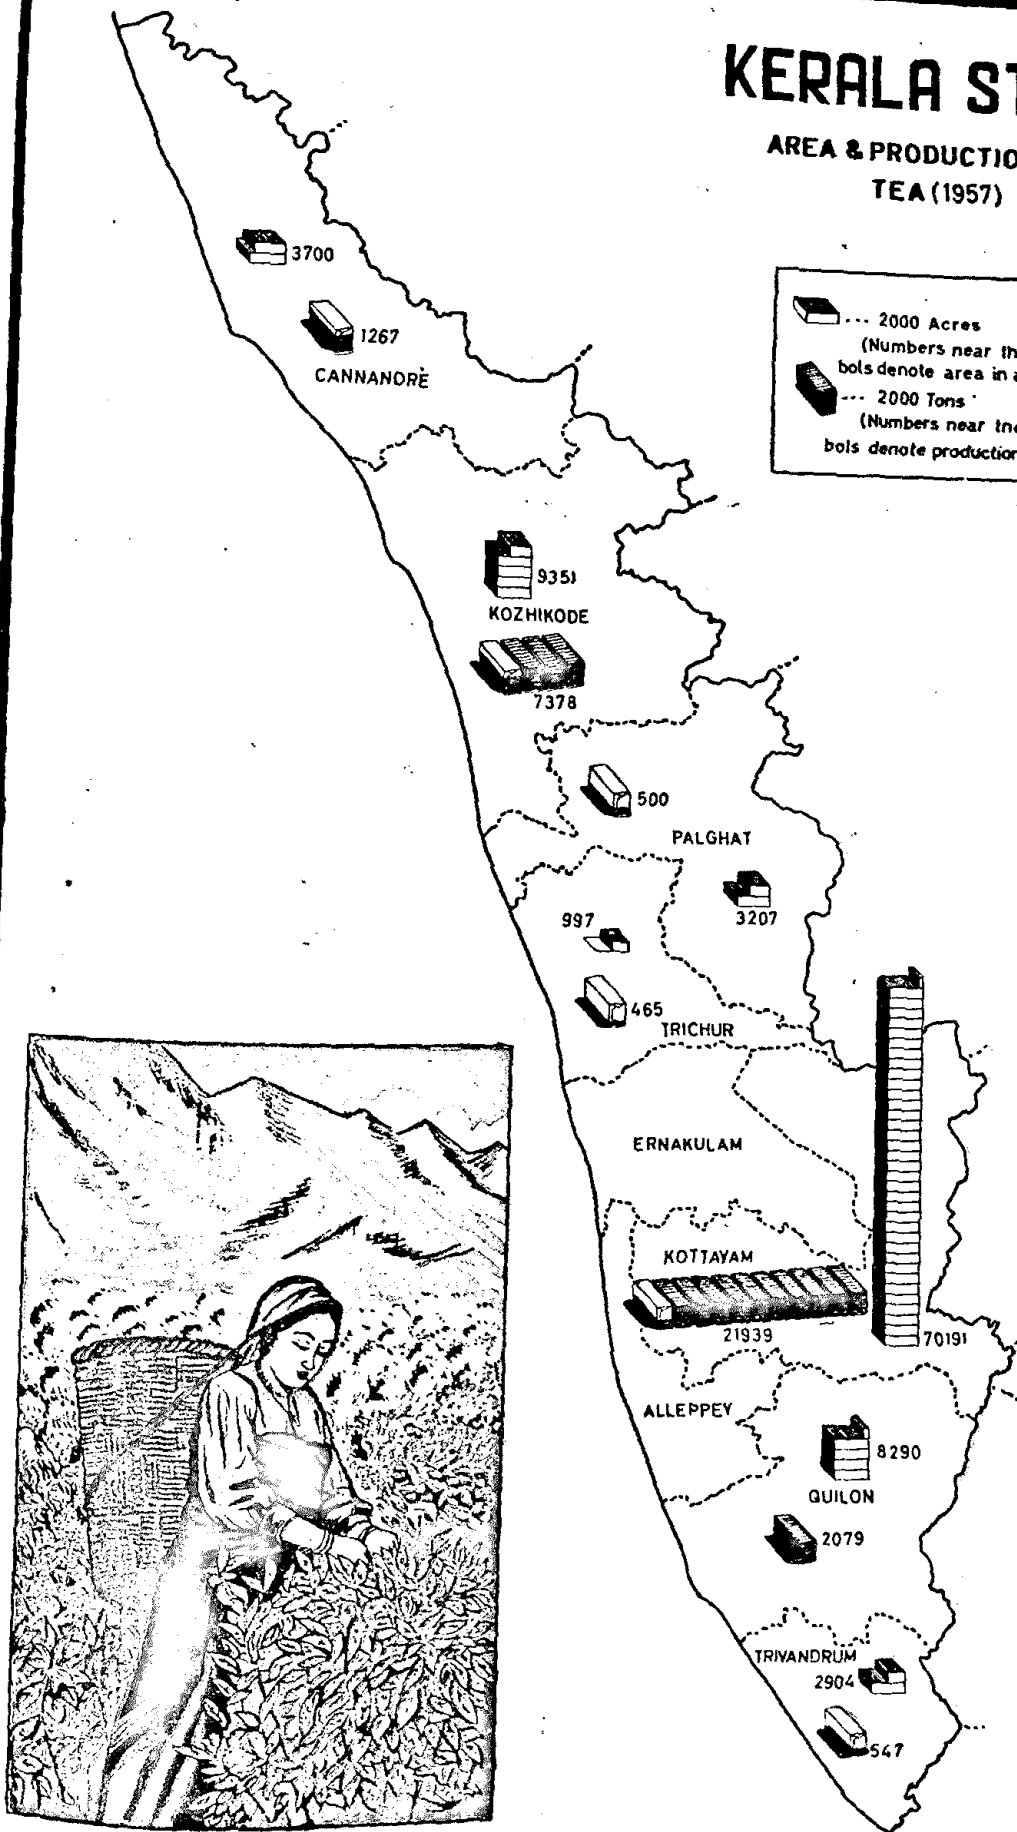 KERALA ST
AREA & PRODUCTIO
TEA (1957)
--- 2000 Acres
(Numbers near th
bols denote area in a
--- 2000 Tons
(Numbers near the
bols denote production
3700
1267
CANNANORE
9351
KOZHIKODE
7378
500
PALGHAT
3207
997
465
TRICHUR
ERNAKULAM
KOTTAYAM
21939
70191
ALLEPPEY
8290
QUILON
2079
TRIVANDRUM
2904
547